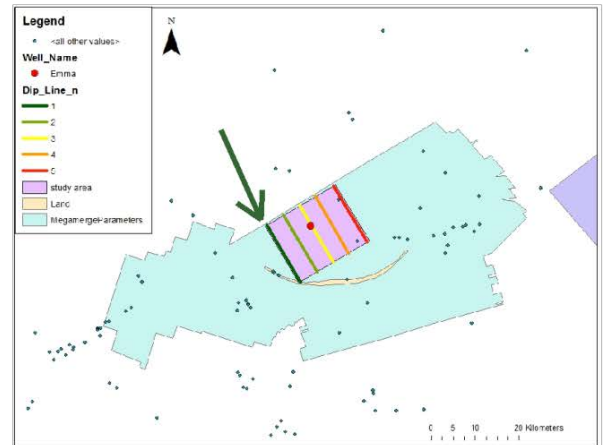 Legend
<all other values>
Well_Name
Emma
Dip_Line_n
1
2
3
4
5
study area
Land
MegamergeParameters
N
0 5 10 20 Kilometers